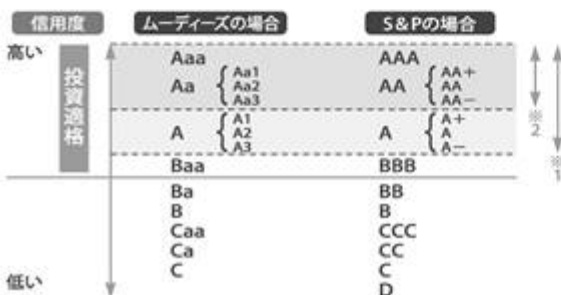 信用度 ムーディーズの場合 S&Pの場合
高い Aaa AAA
投資適格
Aa { Aa1 Aa2 Aa3 AA { AA+ AA AA−
A { A1 A2 A3 A { A+ A A−
※2
Baa BBB
※1
Ba BB
B B
Caa CCC
Ca CC
C C
低い D